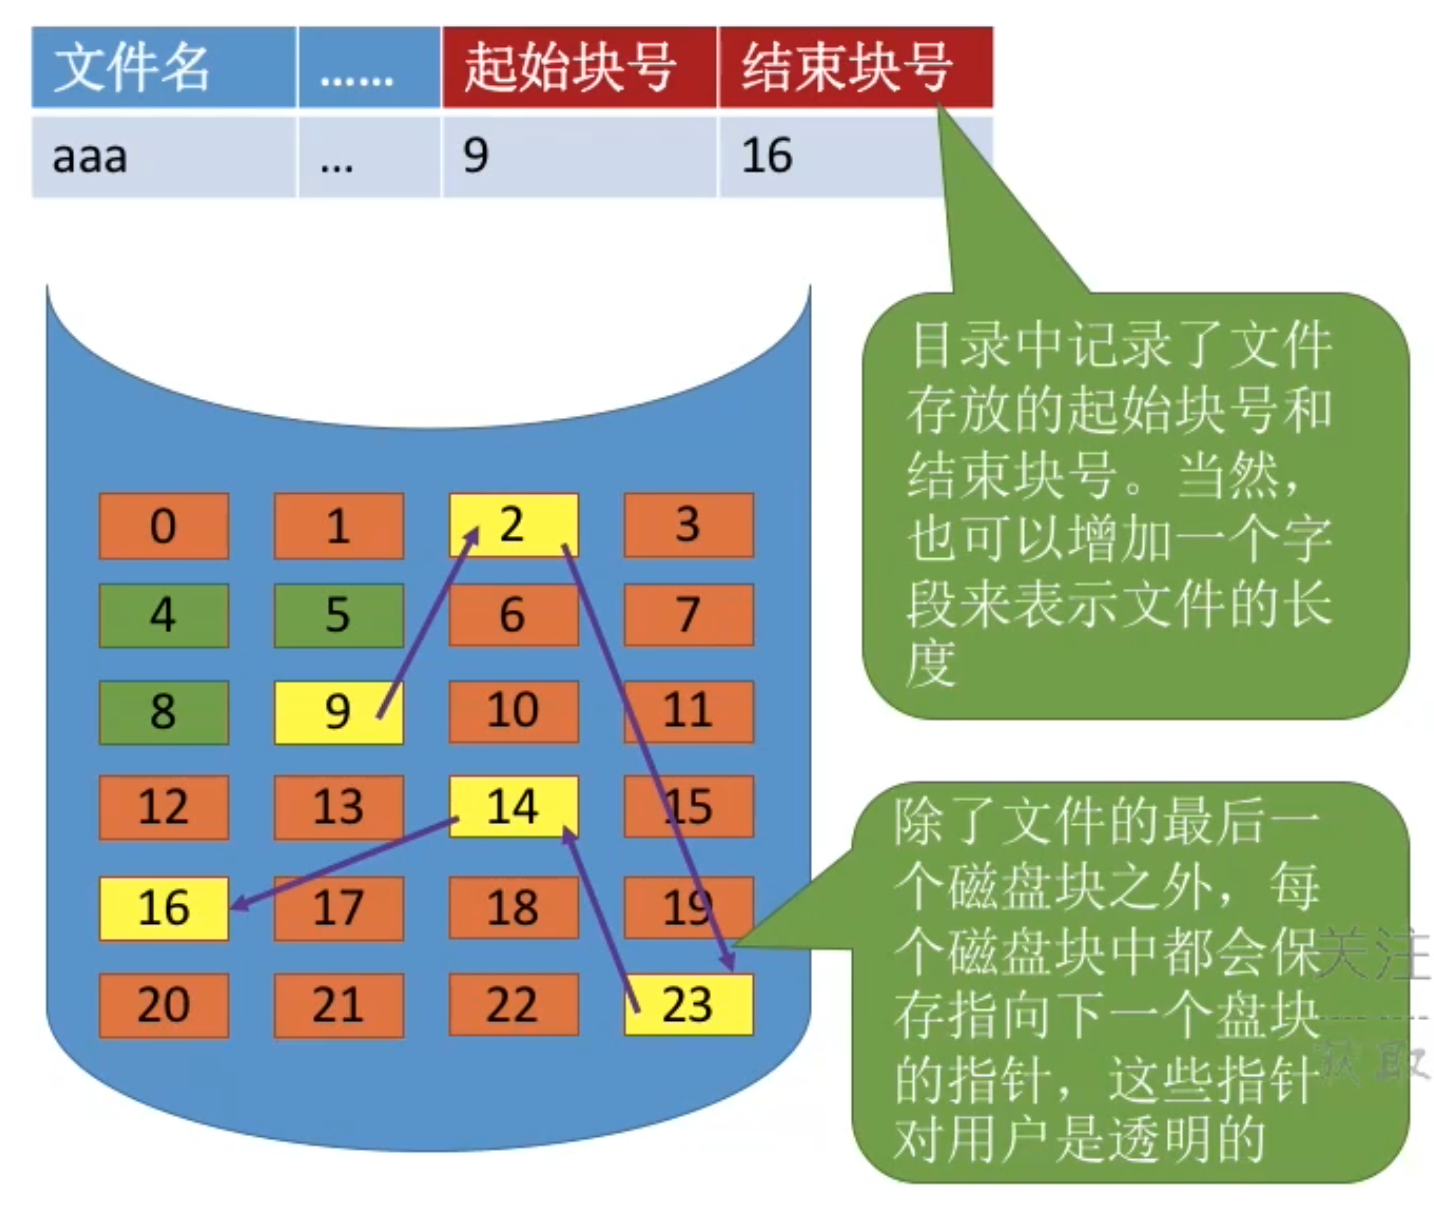 文件名 …… 起始块号 结束块号
aaa … 9 16
目录中记录了文件
存放的起始块号和
结束块号。当然，
也可以增加一个字
段来表示文件的长
度
0 1 2 3
4 5 6 7
8 9 10 11
12 13 14 15
16 17 18 19
20 21 22 23
除了文件的最后一
个磁盘块之外，每
个磁盘块中都会保
存指向下一个盘块
的指针，这些指针
对用户是透明的
关注
获取